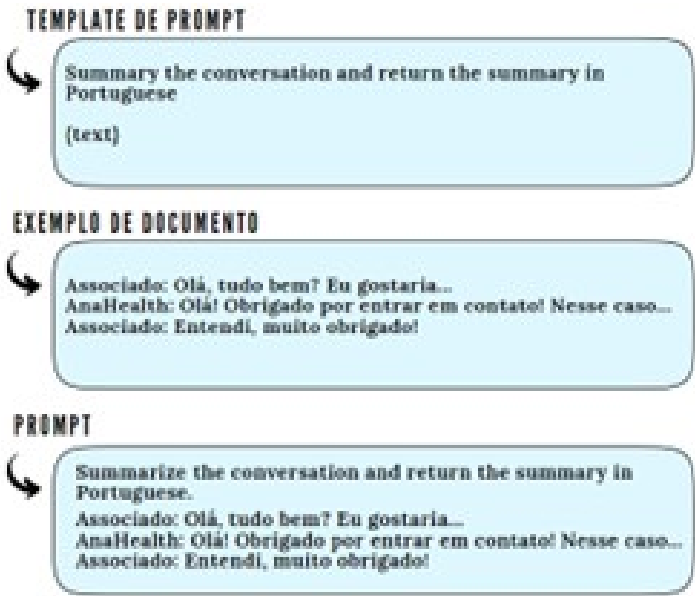 TEMPLATE DE PROMPT
Summary the conversation and return the summary in
Portuguese
{text}
EXEMPLO DE DOCUMENTO
Associado: Olá, tudo bem? Eu gostaria...
AnaHealth: Olá! Obrigado por entrar em contato! Nesse caso...
Associado: Entendi, muito obrigado!
PROMPT
Summarize the conversation and return the summary in
Portuguese.
Associado: Olá, tudo bem? Eu gostaria...
AnaHealth: Olá! Obrigado por entrar em contato! Nesse caso...
Associado: Entendi, muito obrigado!